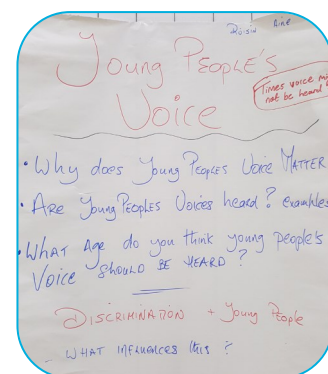 Róisín Áine
Young People's
Voice
Times voice may
not be heard
• Why does Young Peoples Voice Matter
• Are Young Peoples Voices heard? examples
• What Age do you think young people's
Voice should be heard?
Discrimination + Young People
- What influences this?